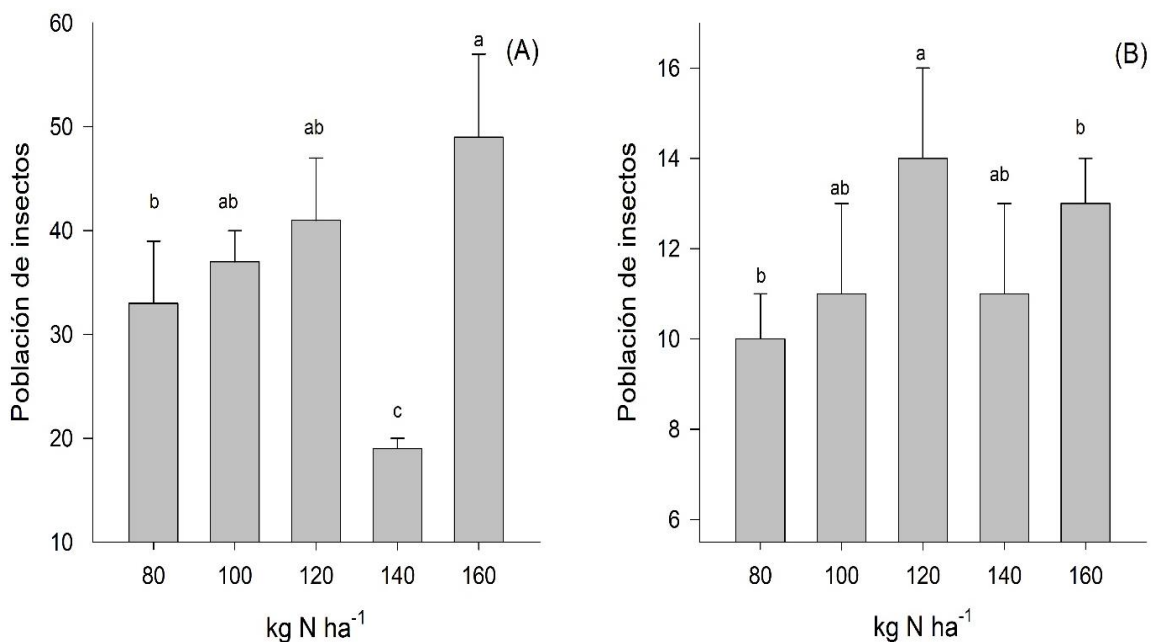 (A)
Población de insectos
60
50
40
30
20
10
b
ab
ab
c
a
80 100 120 140 160
kg N ha⁻¹
(B)
Población de insectos
16
14
12
10
8
6
b
ab
a
ab
b
80 100 120 140 160
kg N ha⁻¹